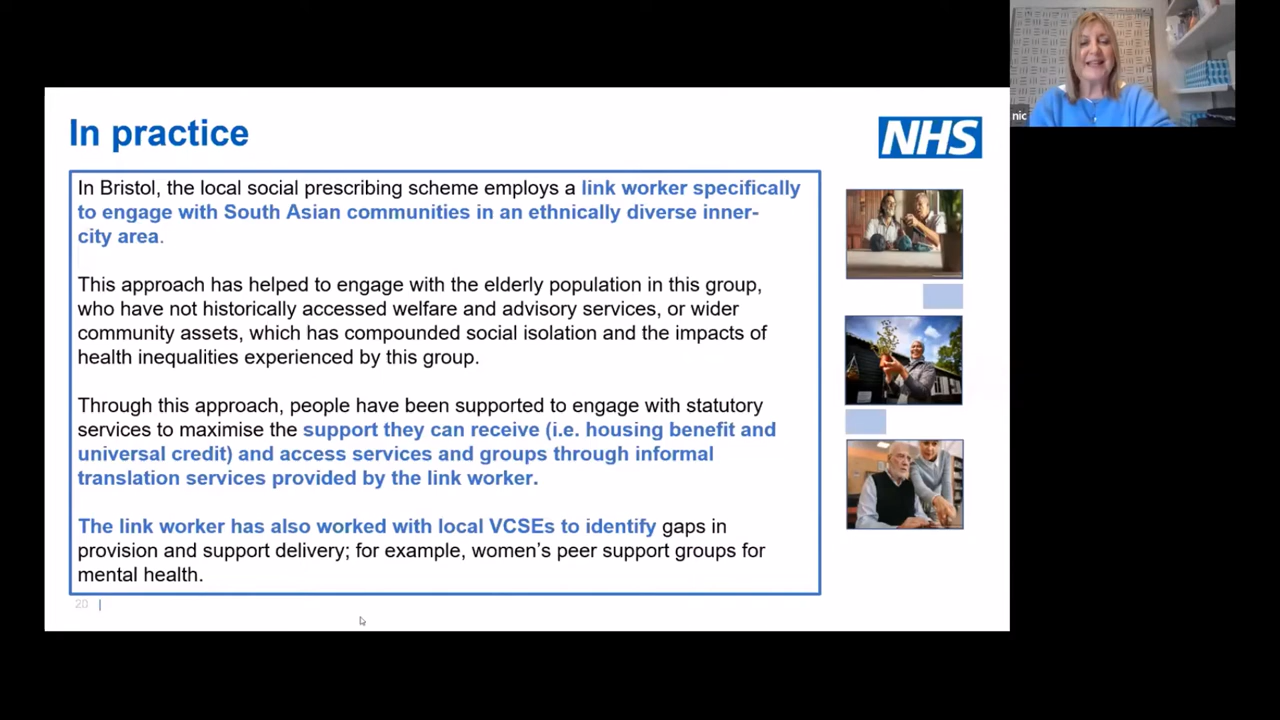 In practice
NHS
In Bristol, the local social prescribing scheme employs a link worker specifically
to engage with South Asian communities in an ethnically diverse inner-
city area.
This approach has helped to engage with the elderly population in this group,
who have not historically accessed welfare and advisory services, or wider
community assets, which has compounded social isolation and the impacts of
health inequalities experienced by this group.
Through this approach, people have been supported to engage with statutory
services to maximise the support they can receive (i.e. housing benefit and
universal credit) and access services and groups through informal
translation services provided by the link worker.
The link worker has also worked with local VCSEs to identify gaps in
provision and support delivery; for example, women’s peer support groups for
mental health.
20 |
nic